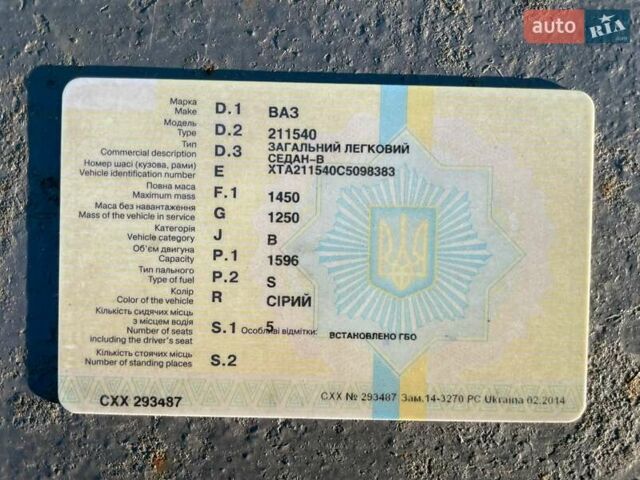 auto RIA .com
Марка
Make D.1 ВАЗ
Модель
Type D.2 211540
Тип
Commercial description D.3 ЗАГАЛЬНИЙ ЛЕГКОВИЙ
СЕДАН-В
Номер шасі (кузова, рами)
Vehicle identification number E XTA211540C5098383
Повна маса
Maximum mass F.1 1450
Маса без навантаження
Mass of the vehicle in service G 1250
Категорія
Vehicle category J B
Об'єм двигуна
Capacity P.1 1596
Тип пального
Type of fuel P.2 S
Колір
Color of the vehicle R СІРИЙ
Кількість сидячих місць
з місцем водія
Number of seats
including the driver's seat S.1 5 Особливі відмітки: ВСТАНОВЛЕНО ГБО
Кількість стоячих місць
Number of standing places S.2
СХХ 293487
СХХ № 293487 Зам.14-3270 РС Ukraina 02.2014